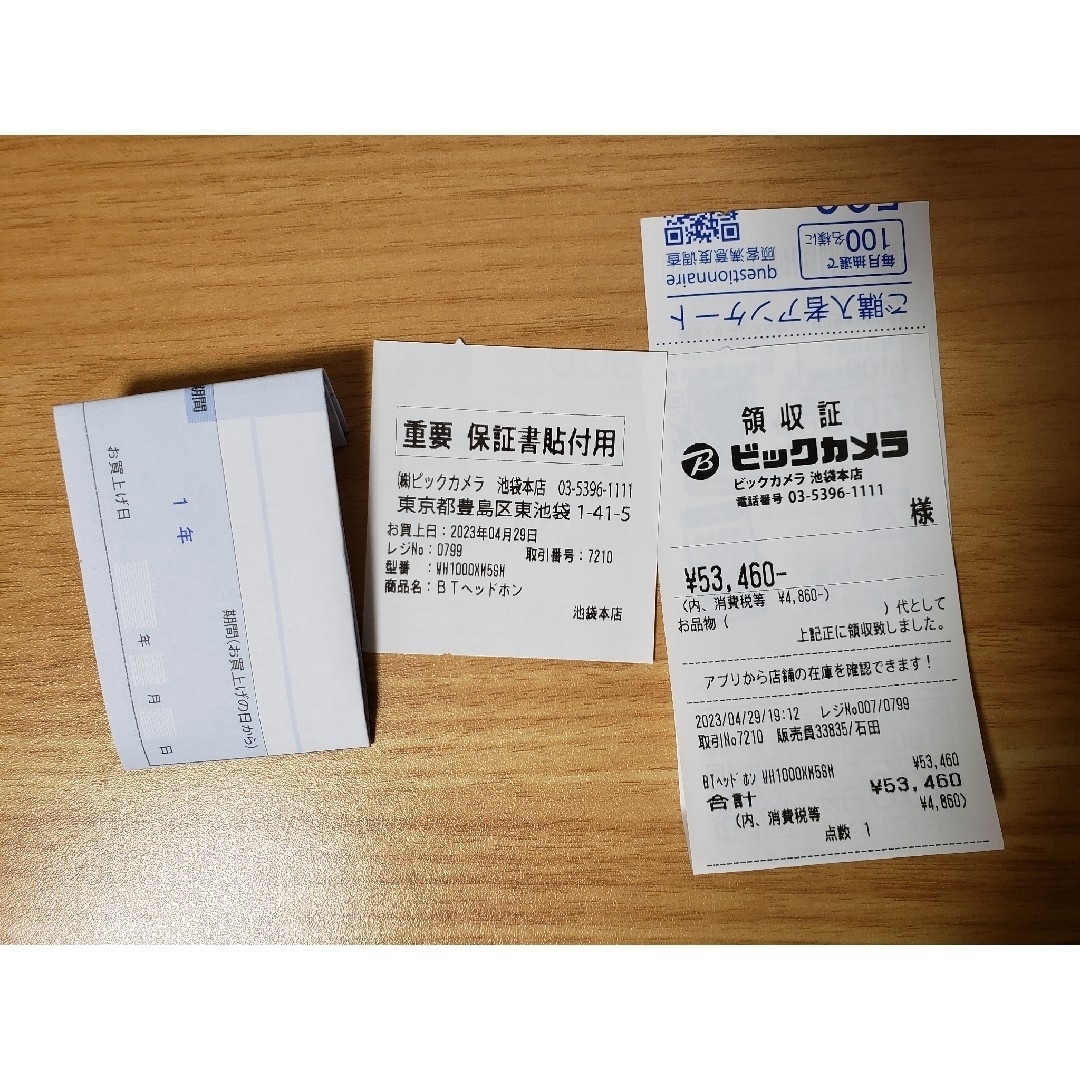 期間
お買上げ日
1 年
年 月 日
期間(お買上げの日から)
重要 保証書貼付用
㈱ビックカメラ 池袋本店 03-5396-1111
東京都豊島区東池袋 1-41-5
お買上日:2023年04月29日
レジNo:0799 取引番号:7210
型番 :WH1000XM5SM
商品名:BTヘッドホン
池袋本店
ご購入者アンケート
毎月抽選で
100名様に
questionnaire
顧客満意度調査
領収証
ビックカメラ
ビックカメラ 池袋本店
電話番号 03-5396-1111
様
¥53,460-
(内、消費税等 ¥4,860-)
お品物( )代として
上記正に領収致しました。
アプリから店舗の在庫を確認できます!
2023/04/29/19:12 レジNo007/0799
取引No7210 販売員33835/石田
BTヘッドホン WH1000XM5SM ¥53,460
合計 ¥53,460
(内、消費税等 ¥4,860)
点数 1